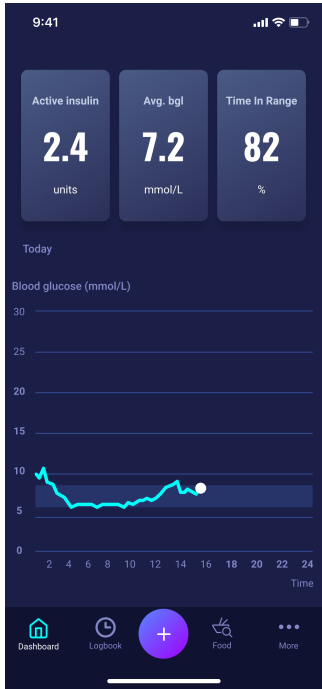 9:41
Active insulin Avg. bgl Time In Range
2.4 7.2 82
units mmol/L %
Today
Blood glucose (mmol/L)
30
25
20
15
10
5
0
2 4 6 8 10 12 14 16 18 20 22 24
Time
Dashboard Logbook Food More